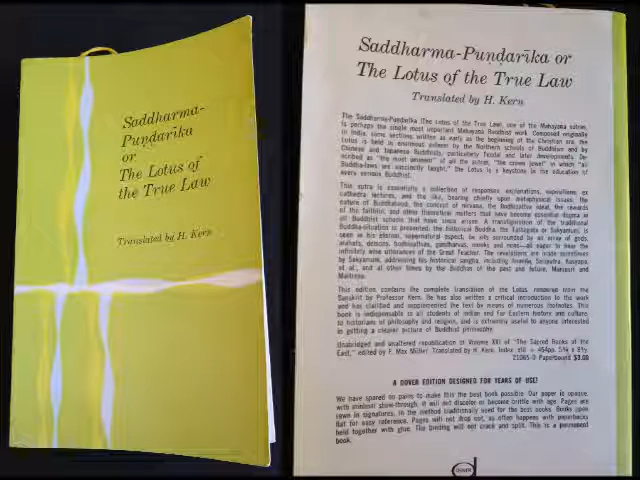 Saddharma-
Puṇḍarīka
or
The Lotus of
the True Law
Translated by H. Kern
Saddharma-Puṇḍarīka or
The Lotus of the True Law
Translated by H. Kern
The Saddharma-Pundarika (The Lotus of the True Law), one of the Mahayana sutras,
is perhaps the single most important Mahayana Buddhist work. Composed originally
in India, some sections written as early as the beginning of the Christian era, the
Lotus is held in enormous esteem by the Northern schools of Buddhism and by
Chinese and Japanese Buddhists, particularly Tendai and later developments. De-
scribed as "the most eminent" of all the sutras, "the crown jewel" in which "all
Buddha-laws are succinctly taught," the Lotus is a keystone in the education of
every serious Buddhist.
This sutra is essentially a collection of responses, explanations, expositions, ex
cathedra lectures, and the like, bearing chiefly upon metaphysical issues: the
nature of Buddhahood, the concept of nirvana, the Bodhisattva ideal, the rewards
of the faithful, and other theoretical matters that have become essential dogma in
all Buddhist schools that have since arisen. A transfiguration of the traditional
Buddha-situation is presented; the historical Buddha, the Tathagata or Sakyamuni, is
seen in his eternal, supernatural aspect; he sits surrounded by an array of gods,
arahats, demons, bodhisattvas, gandharvas, monks and nuns—all eager to hear the
infinitely wise utterances of the Great Teacher. The revelations are made sometimes
by Sakyamuni, addressing his historical sangha, including Ananda, Sariputra, Kasyapa,
et al., and at other times by the Buddhas of the past and future, Manjusri and
Maitreya.
This edition contains the complete translation of the Lotus, rendered from the
Sanskrit by Professor Kern. He has also written a critical introduction to the work
and has clarified and supplemented the text by means of numerous footnotes. This
book is indispensable to all students of Indian and Far Eastern history and culture,
to historians of philosophy and religion, and is extremely useful to anyone interested
in getting a clearer picture of Buddhist philosophy.
Unabridged and unaltered republication of Volume XXI of "The Sacred Books of the
East," edited by F. Max Müller. Translated by H. Kern. Index. xlii + 454pp. 5⅜ x 8½.
21065-0 Paperbound $3.00
A DOVER EDITION DESIGNED FOR YEARS OF USE!
We have spared no pains to make this the best book possible. Our paper is opaque,
with minimal show-through; it will not discolor or become brittle with age. Pages are
sewn in signatures, in the method traditionally used for the best books. Books open
flat for easy reference. Pages will not drop out, as often happens with paperbacks
held together with glue. The binding will not crack and split. This is a permanent
book.
DOVER